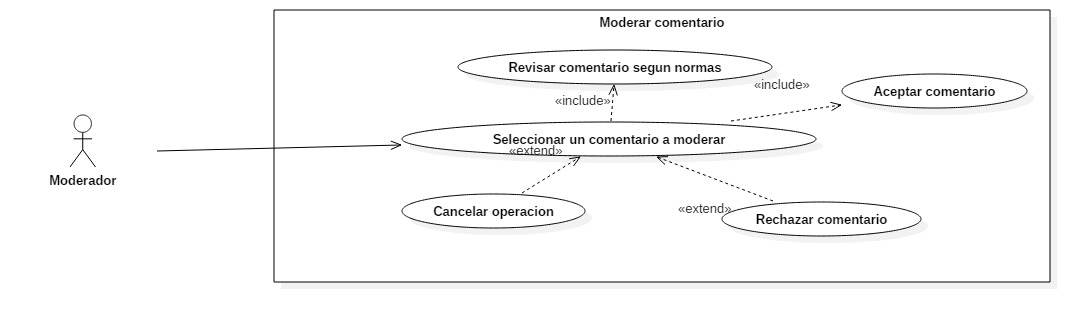 Moderar comentario
Revisar comentario segun normas
«include»
«include»
Aceptar comentario
Seleccionar un comentario a moderar
«extend»
Moderador
Cancelar operacion
«extend»
Rechazar comentario